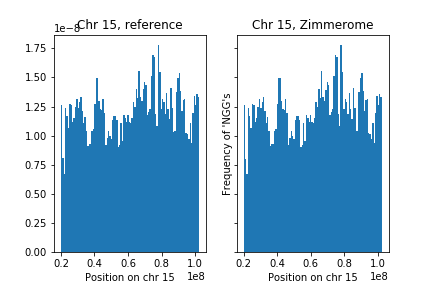 Chr 15, reference
Chr 15, Zimmerome
1e−8
1.75
1.50
1.25
1.00
0.75
0.50
0.25
0.00
Frequency of 'NGG's
0.2 0.4 0.6 0.8 1.0
0.2 0.4 0.6 0.8 1.0
Position on chr 15 1e8
Position on chr 15 1e8